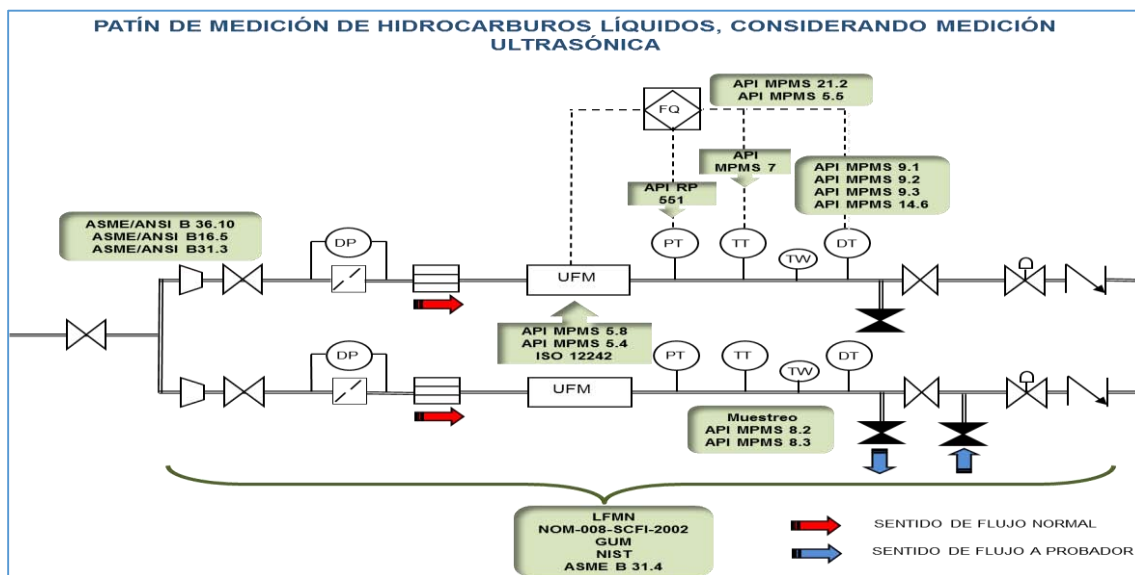 PATÍN DE MEDICIÓN DE HIDROCARBUROS LÍQUIDOS, CONSIDERANDO MEDICIÓN
ULTRASÓNICA
API MPMS 21.2
API MPMS 5.5
FQ
API
MPMS 7
API MPMS 9.1
API MPMS 9.2
API MPMS 9.3
API MPMS 14.6
API RP
551
ASME/ANSI B 36.10
ASME/ANSI B16.5
ASME/ANSI B31.3
DP
PT
TT
TW
DT
UFM
API MPMS 5.8
API MPMS 5.4
ISO 12242
DP
PT
TT
TW
DT
UFM
Muestreo
API MPMS 8.2
API MPMS 8.3
LFMN
NOM-008-SCFI-2002
GUM
NIST
ASME B 31.4
SENTIDO DE FLUJO NORMAL
SENTIDO DE FLUJO A PROBADOR